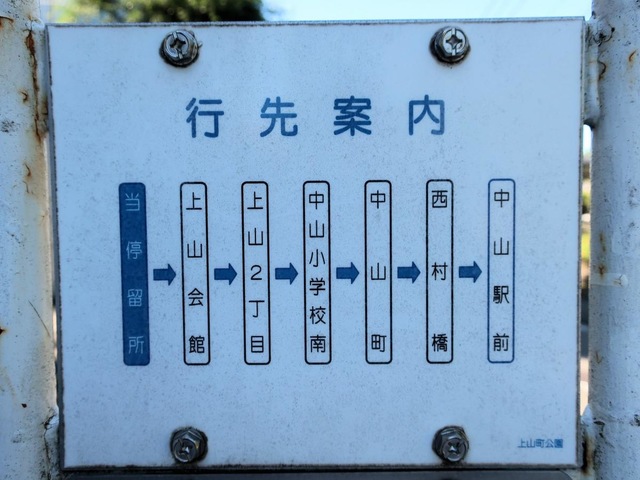 行先案内
当停留所
上山会館
上山2丁目
中山小学校南
中山町
西村橋
中山駅前
上山町公園